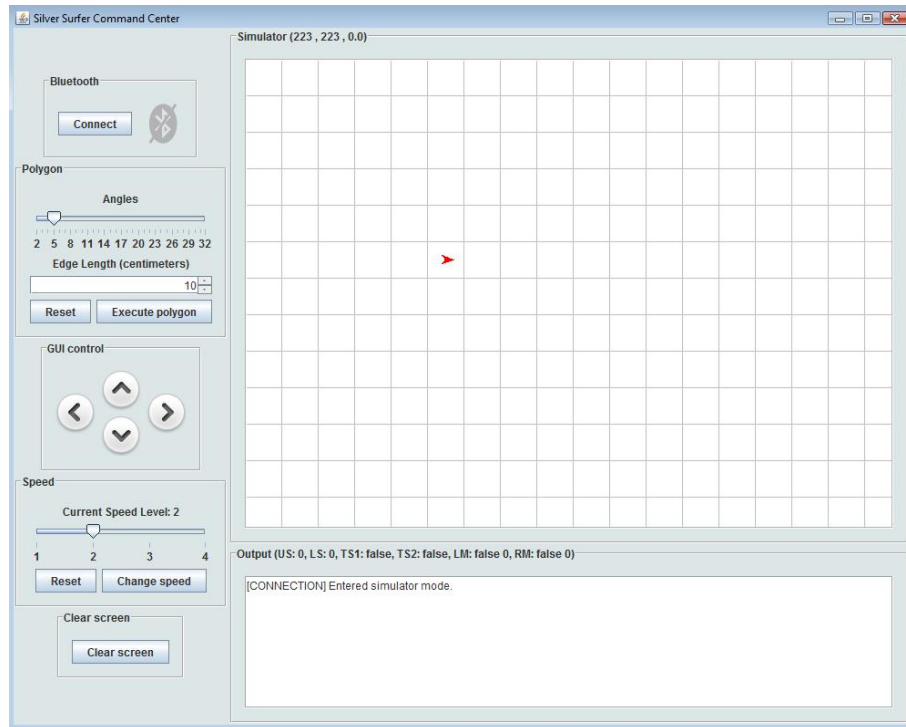 Silver Surfer Command Center
Bluetooth
Connect
Polygon
Angles
2 5 8 11 14 17 20 23 26 29 32
Edge Length (centimeters)
10
Reset Execute polygon
GUI control
Speed
Current Speed Level: 2
1 2 3 4
Reset Change speed
Clear screen
Clear screen
Simulator (223 , 223 , 0.0)
Output (US: 0, LS: 0, TS1: false, TS2: false, LM: false 0, RM: false 0)
[CONNECTION] Entered simulator mode.